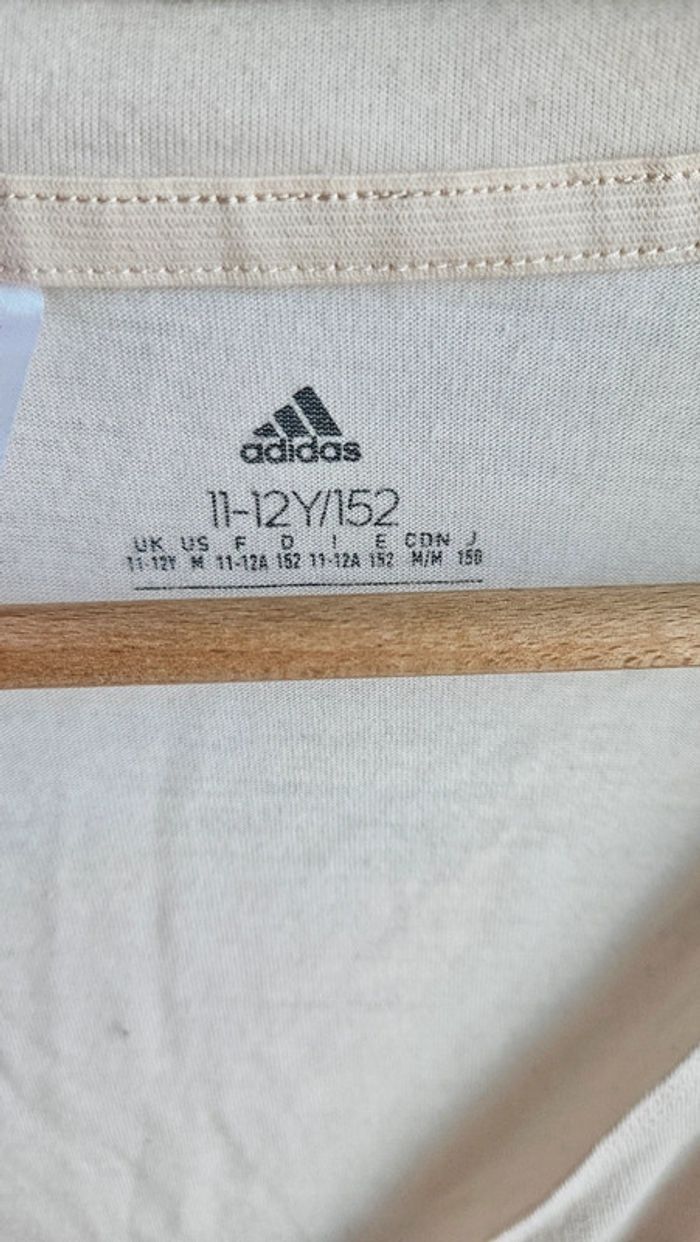 adidas
11-12Y/152
UK US F D I E CDN J
11-12Y M 11-12A 152 11-12A 152 M/M 150